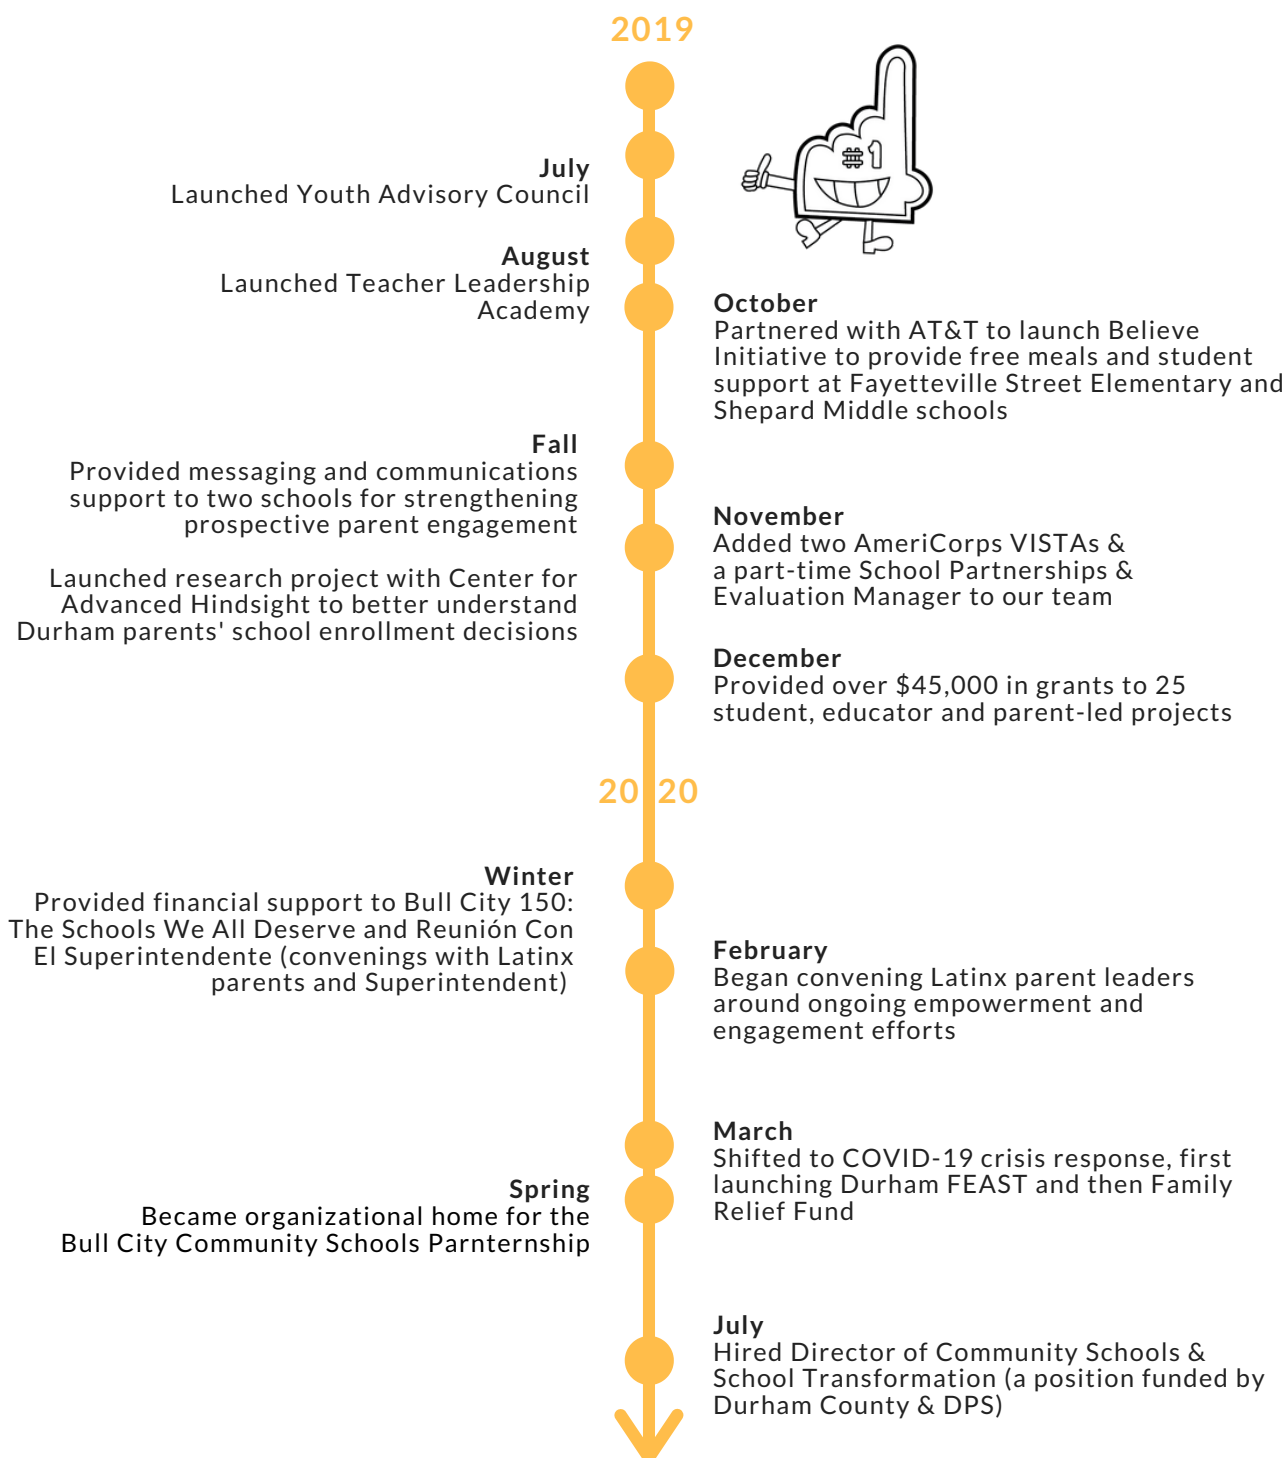 2019
#1
July
Launched Youth Advisory Council
August
Launched Teacher Leadership
Academy
October
Partnered with AT&T to launch Believe
Initiative to provide free meals and student
support at Fayetteville Street Elementary and
Shepard Middle schools
Fall
Provided messaging and communications
support to two schools for strengthening
prospective parent engagement
Launched research project with Center for
Advanced Hindsight to better understand
Durham parents' school enrollment decisions
November
Added two AmeriCorps VISTAs &
a part-time School Partnerships &
Evaluation Manager to our team
December
Provided over $45,000 in grants to 25
student, educator and parent-led projects
2020
Winter
Provided financial support to Bull City 150:
The Schools We All Deserve and Reunión Con
El Superintendente (convenings with Latinx
parents and Superintendent)
February
Began convening Latinx parent leaders
around ongoing empowerment and
engagement efforts
March
Shifted to COVID-19 crisis response, first
launching Durham FEAST and then Family
Relief Fund
Spring
Became organizational home for the
Bull City Community Schools Parnternship
July
Hired Director of Community Schools &
School Transformation (a position funded by
Durham County & DPS)